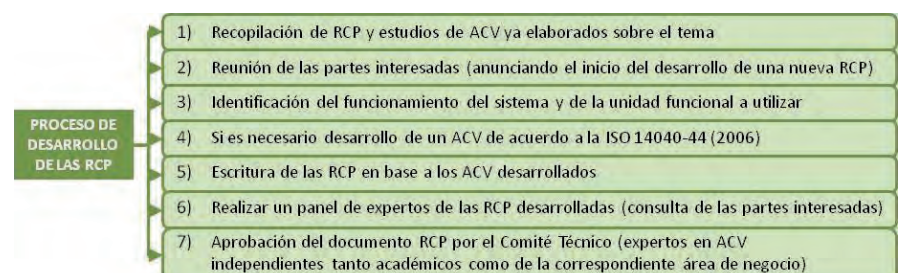 PROCESO DE
DESARROLLO
DE LAS RCP
1) Recopilación de RCP y estudios de ACV ya elaborados sobre el tema
2) Reunión de las partes interesadas (anunciando el inicio del desarrollo de una nueva RCP)
3) Identificación del funcionamiento del sistema y de la unidad funcional a utilizar
4) Si es necesario desarrollo de un ACV de acuerdo a la ISO 14040-44 (2006)
5) Escritura de las RCP en base a los ACV desarrollados
6) Realizar un panel de expertos de las RCP desarrolladas (consulta de las partes interesadas)
7) Aprobación del documento RCP por el Comité Técnico (expertos en ACV
independientes tanto académicos como de la correspondiente área de negocio)